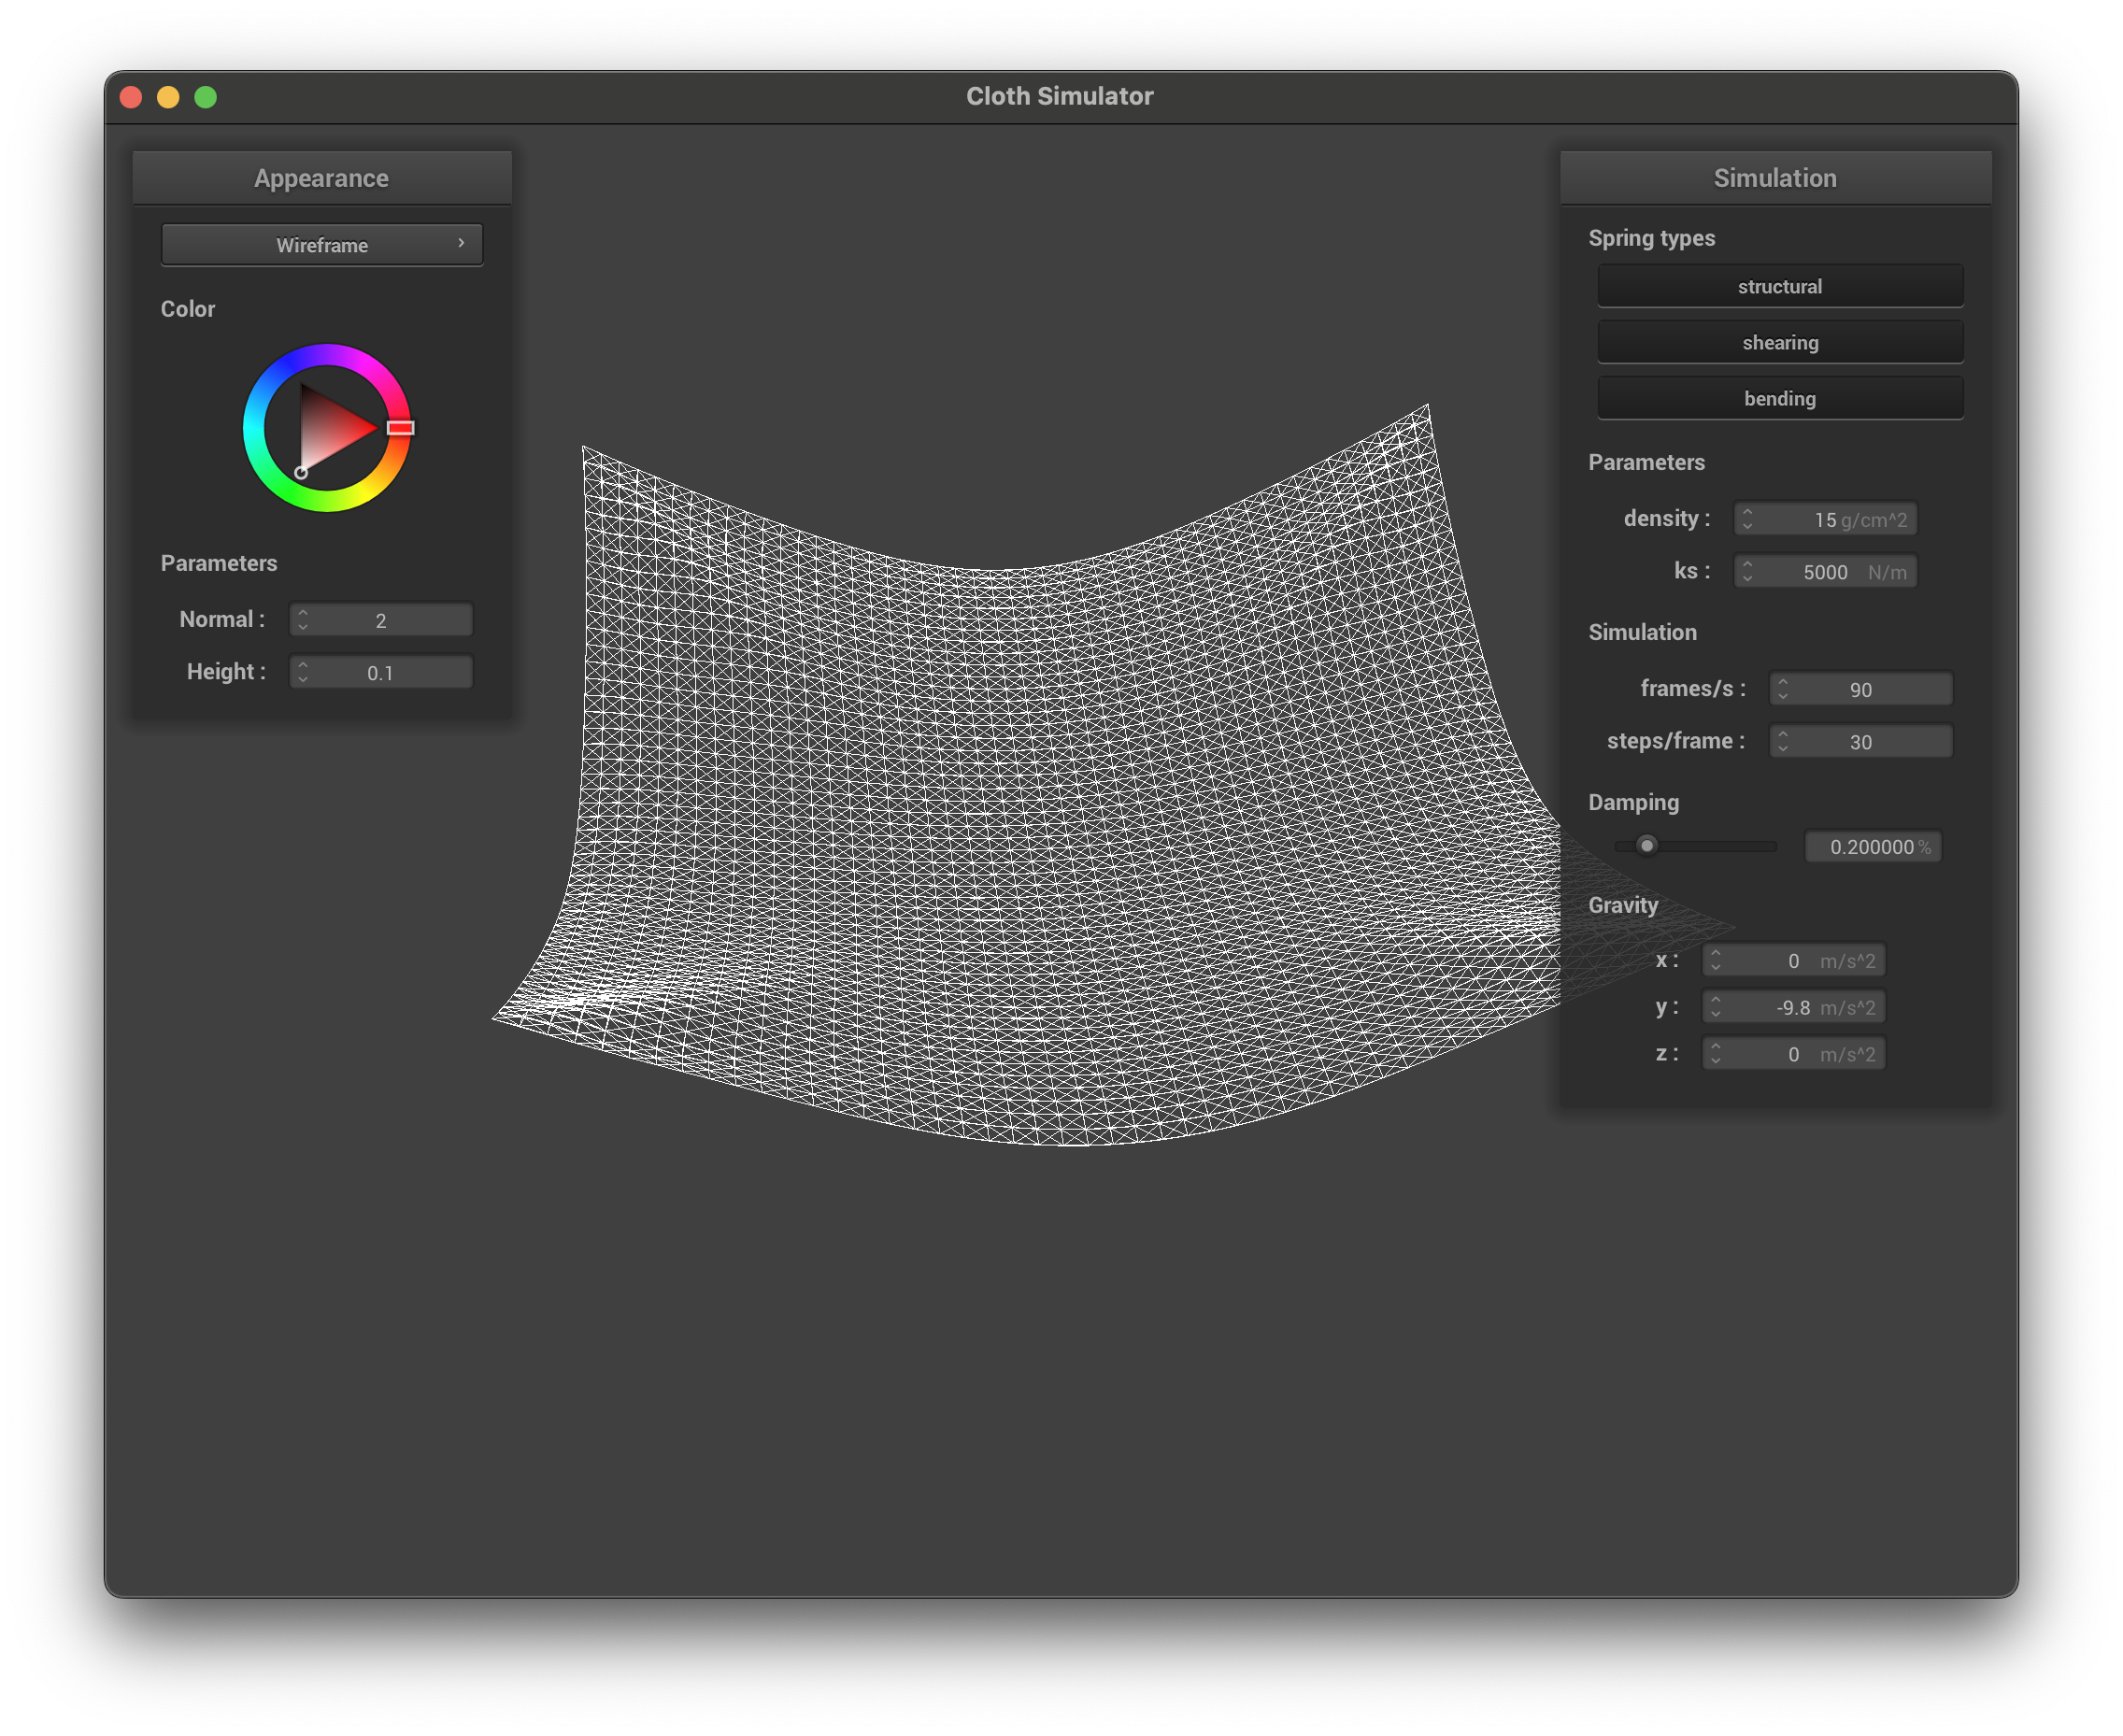 Cloth Simulator
Appearance
Wireframe
Color
Parameters
Normal : 2
Height : 0.1
Simulation
Spring types
structural
shearing
bending
Parameters
density : 15 g/cm^2
ks : 5000 N/m
Simulation
frames/s : 90
steps/frame : 30
Damping
0.200000 %
Gravity
x : 0 m/s^2
y : -9.8 m/s^2
z : 0 m/s^2